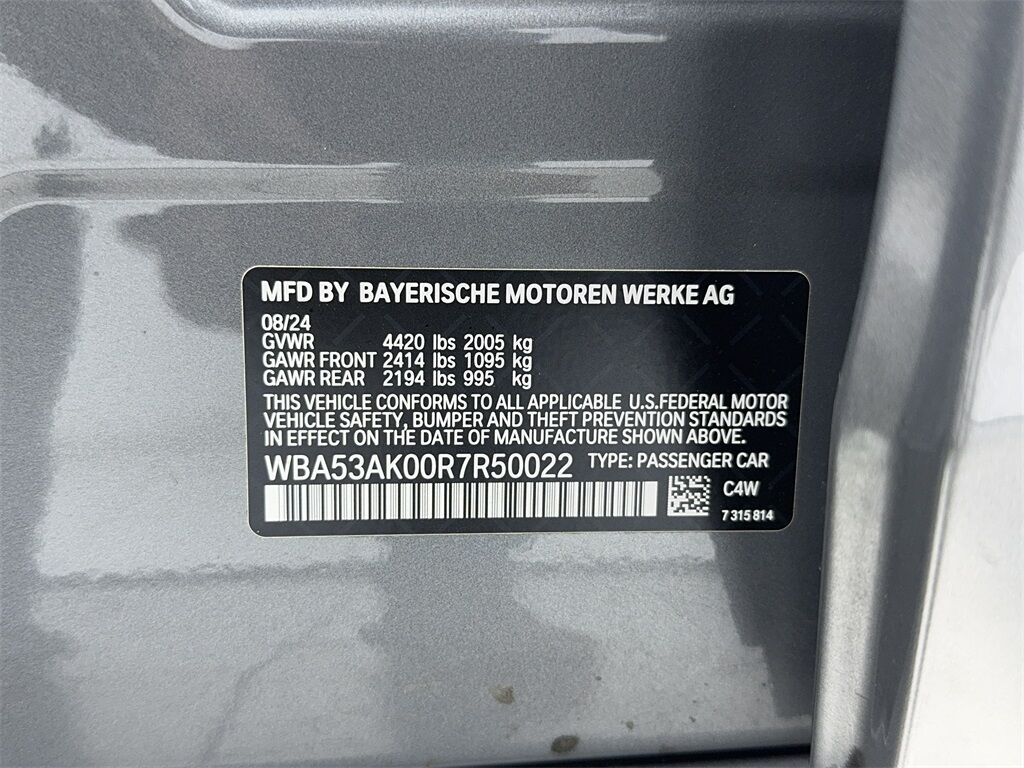 MFD BY BAYERISCHE MOTOREN WERKE AG
08/24
GVWR 4420 lbs 2005 kg
GAWR FRONT 2414 lbs 1095 kg
GAWR REAR 2194 lbs 995 kg
THIS VEHICLE CONFORMS TO ALL APPLICABLE U.S.FEDERAL MOTOR
VEHICLE SAFETY, BUMPER AND THEFT PREVENTION STANDARDS
IN EFFECT ON THE DATE OF MANUFACTURE SHOWN ABOVE.
WBA53AK00R7R50022 TYPE: PASSENGER CAR
C4W
7 315 814